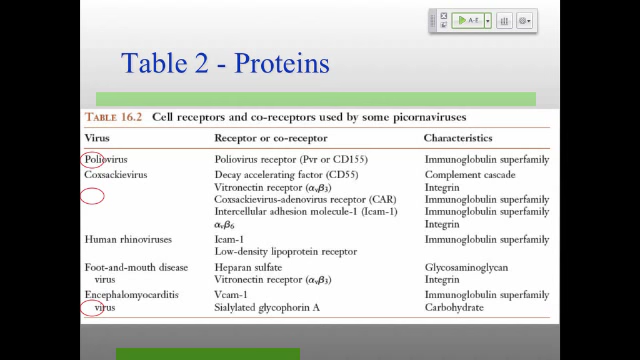 Table 2 - Proteins
TABLE 16.2 Cell receptors and co-receptors used by some picornaviruses
Virus Receptor or co-receptor Characteristics
Poliovirus Poliovirus receptor (Pvr or CD155) Immunoglobulin superfamily
Coxsackievirus Decay accelerating factor (CD55) Complement cascade
Vitronectin receptor (αvβ3) Integrin
Coxsackievirus-adenovirus receptor (CAR) Immunoglobulin superfamily
Intercellular adhesion molecule-1 (Icam-1) Immunoglobulin superfamily
αvβ6 Integrin
Human rhinoviruses Icam-1 Immunoglobulin superfamily
Low-density lipoprotein receptor
Foot-and-mouth disease Heparan sulfate Glycosaminoglycan
virus Vitronectin receptor (αvβ3) Integrin
Encephalomyocarditis Vcam-1 Immunoglobulin superfamily
virus Sialylated glycophorin A Carbohydrate